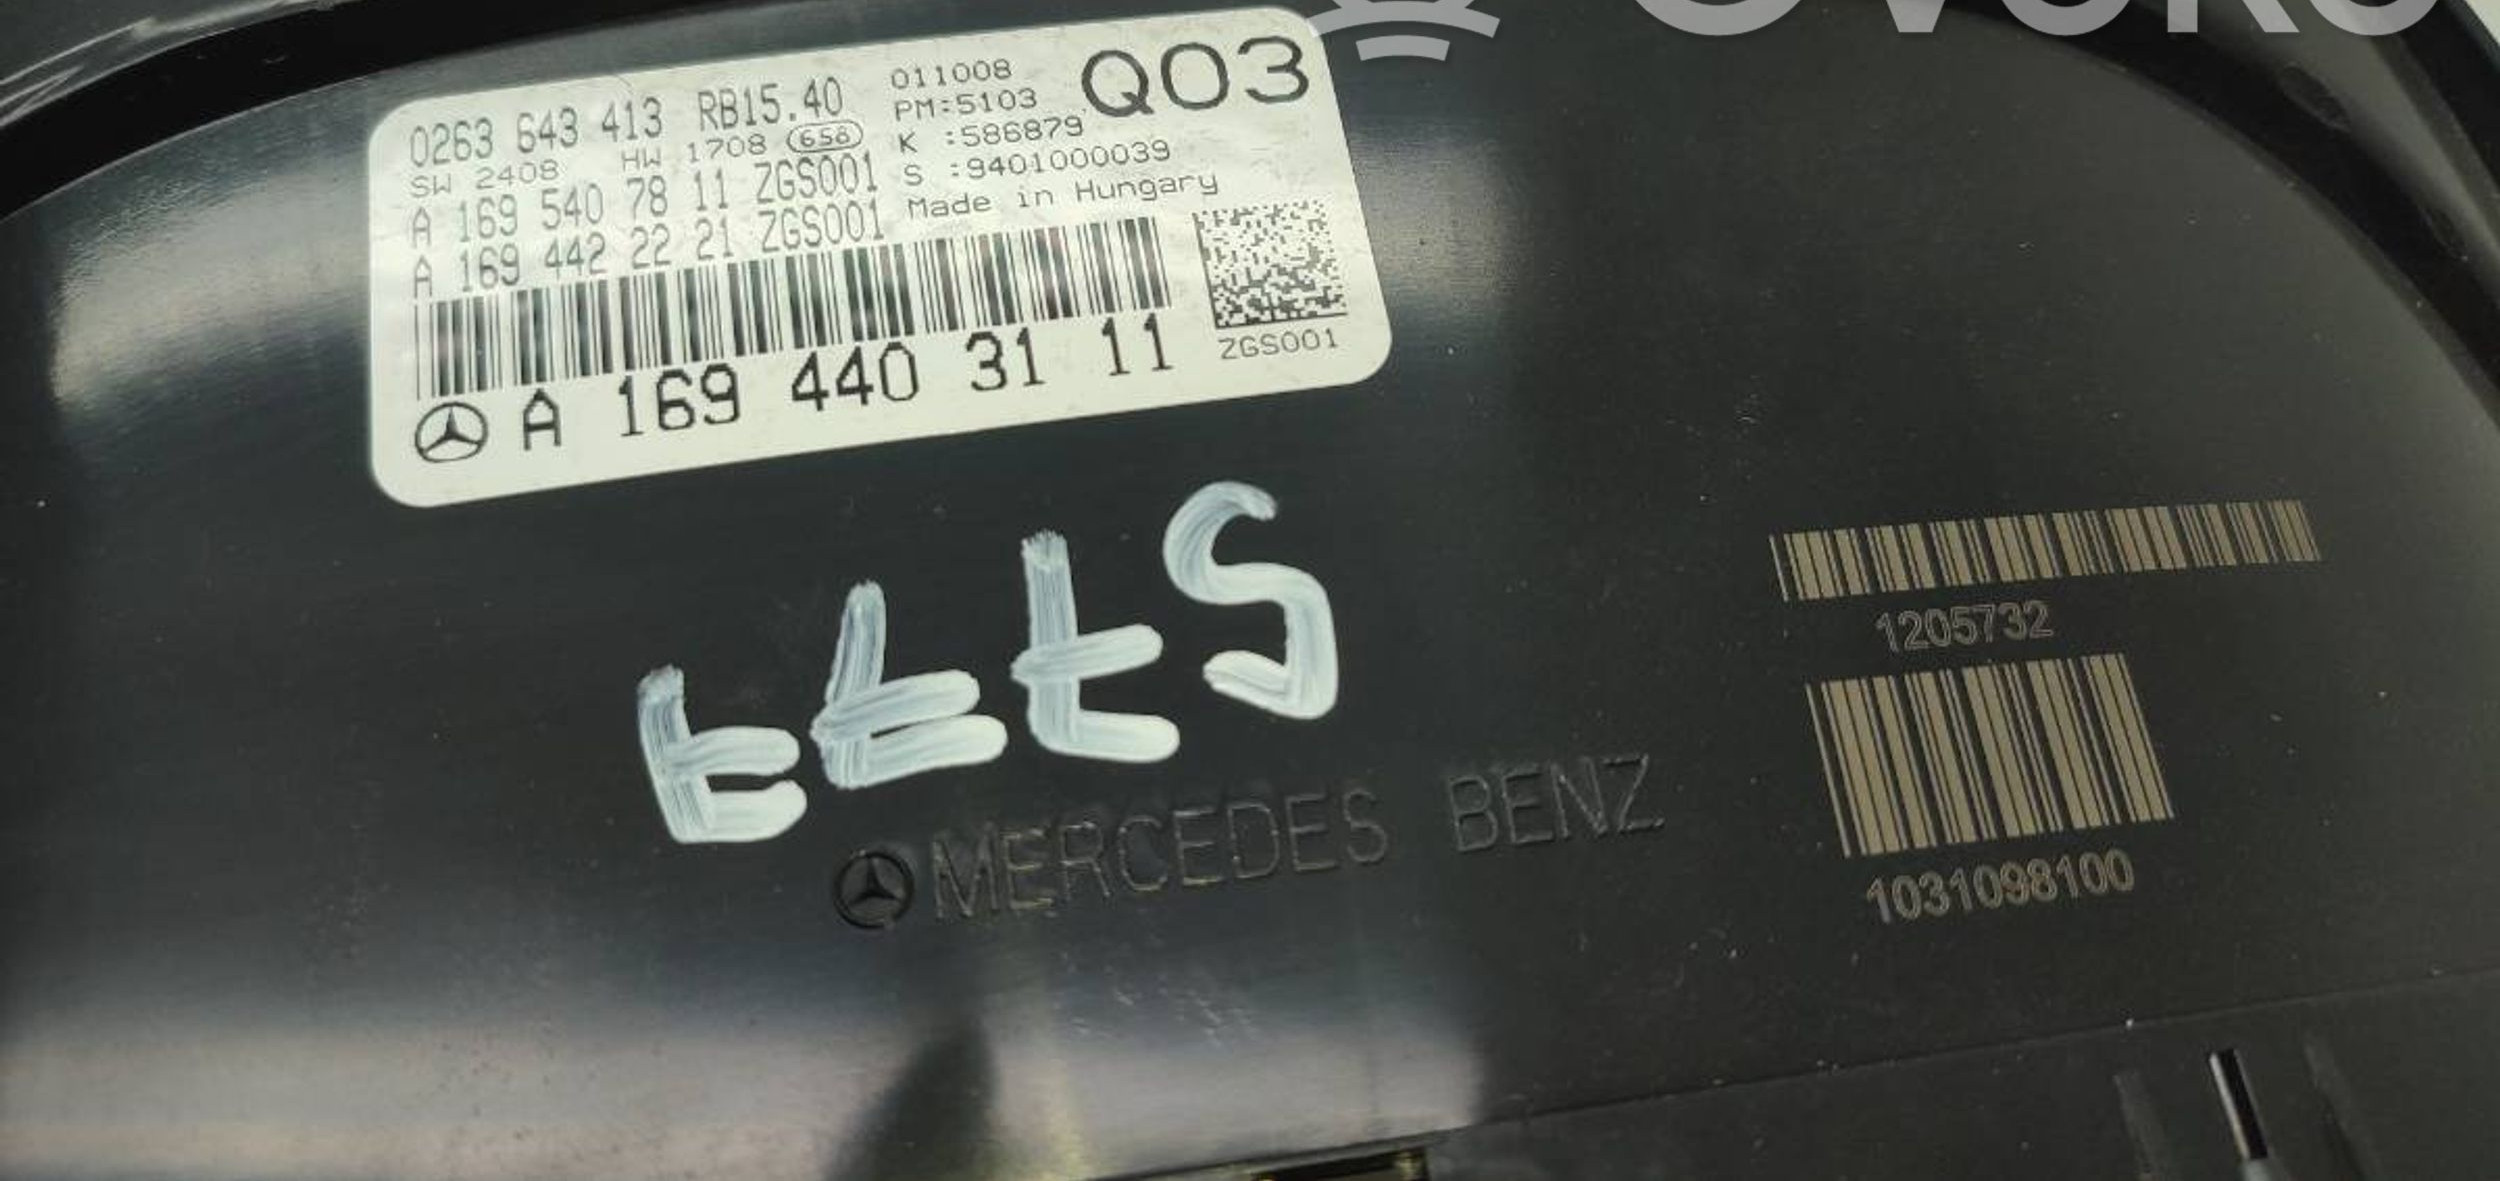 0263 643 413 RB15.40
SW 2408 HW 1708 658
A 169 540 78 11 ZGS001
A 169 442 22 21 ZGS001
011008
PM:5103
K :586879
S :9401000039
Made in Hungary
Q03
ZGS001
A 169 440 31 11
5777
MERCEDES BENZ
1205732
1031098100